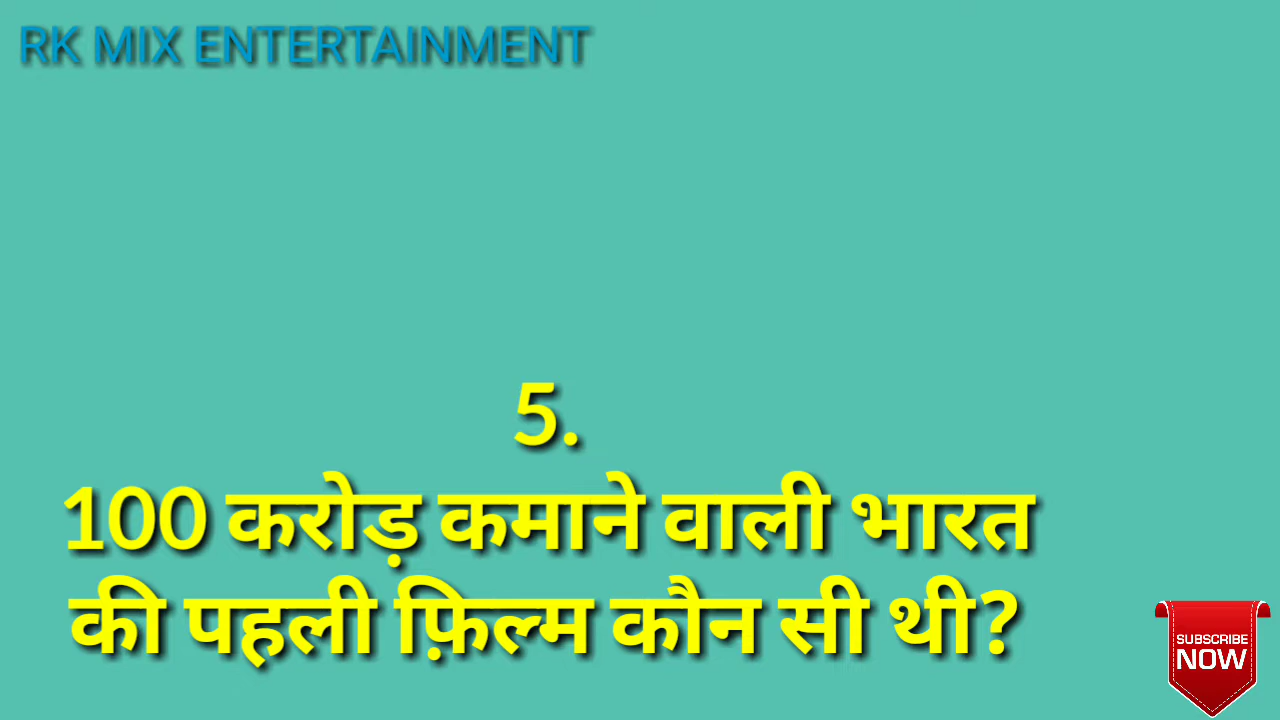 RK MIX ENTERTAINMENT
5.
100 करोड़ कमाने वाली भारत
की पहली फ़िल्म कौन सी थी?
SUBSCRIBE
NOW